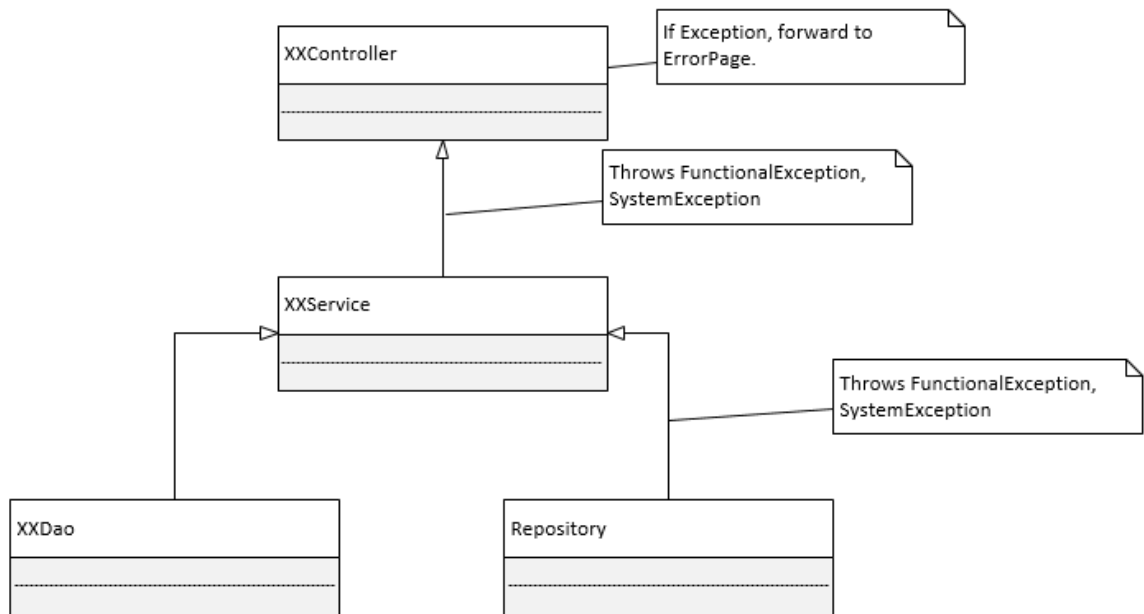 XXController
If Exception, forward to
ErrorPage.
Throws FunctionalException,
SystemException
XXService
Throws FunctionalException,
SystemException
XXDao
Repository